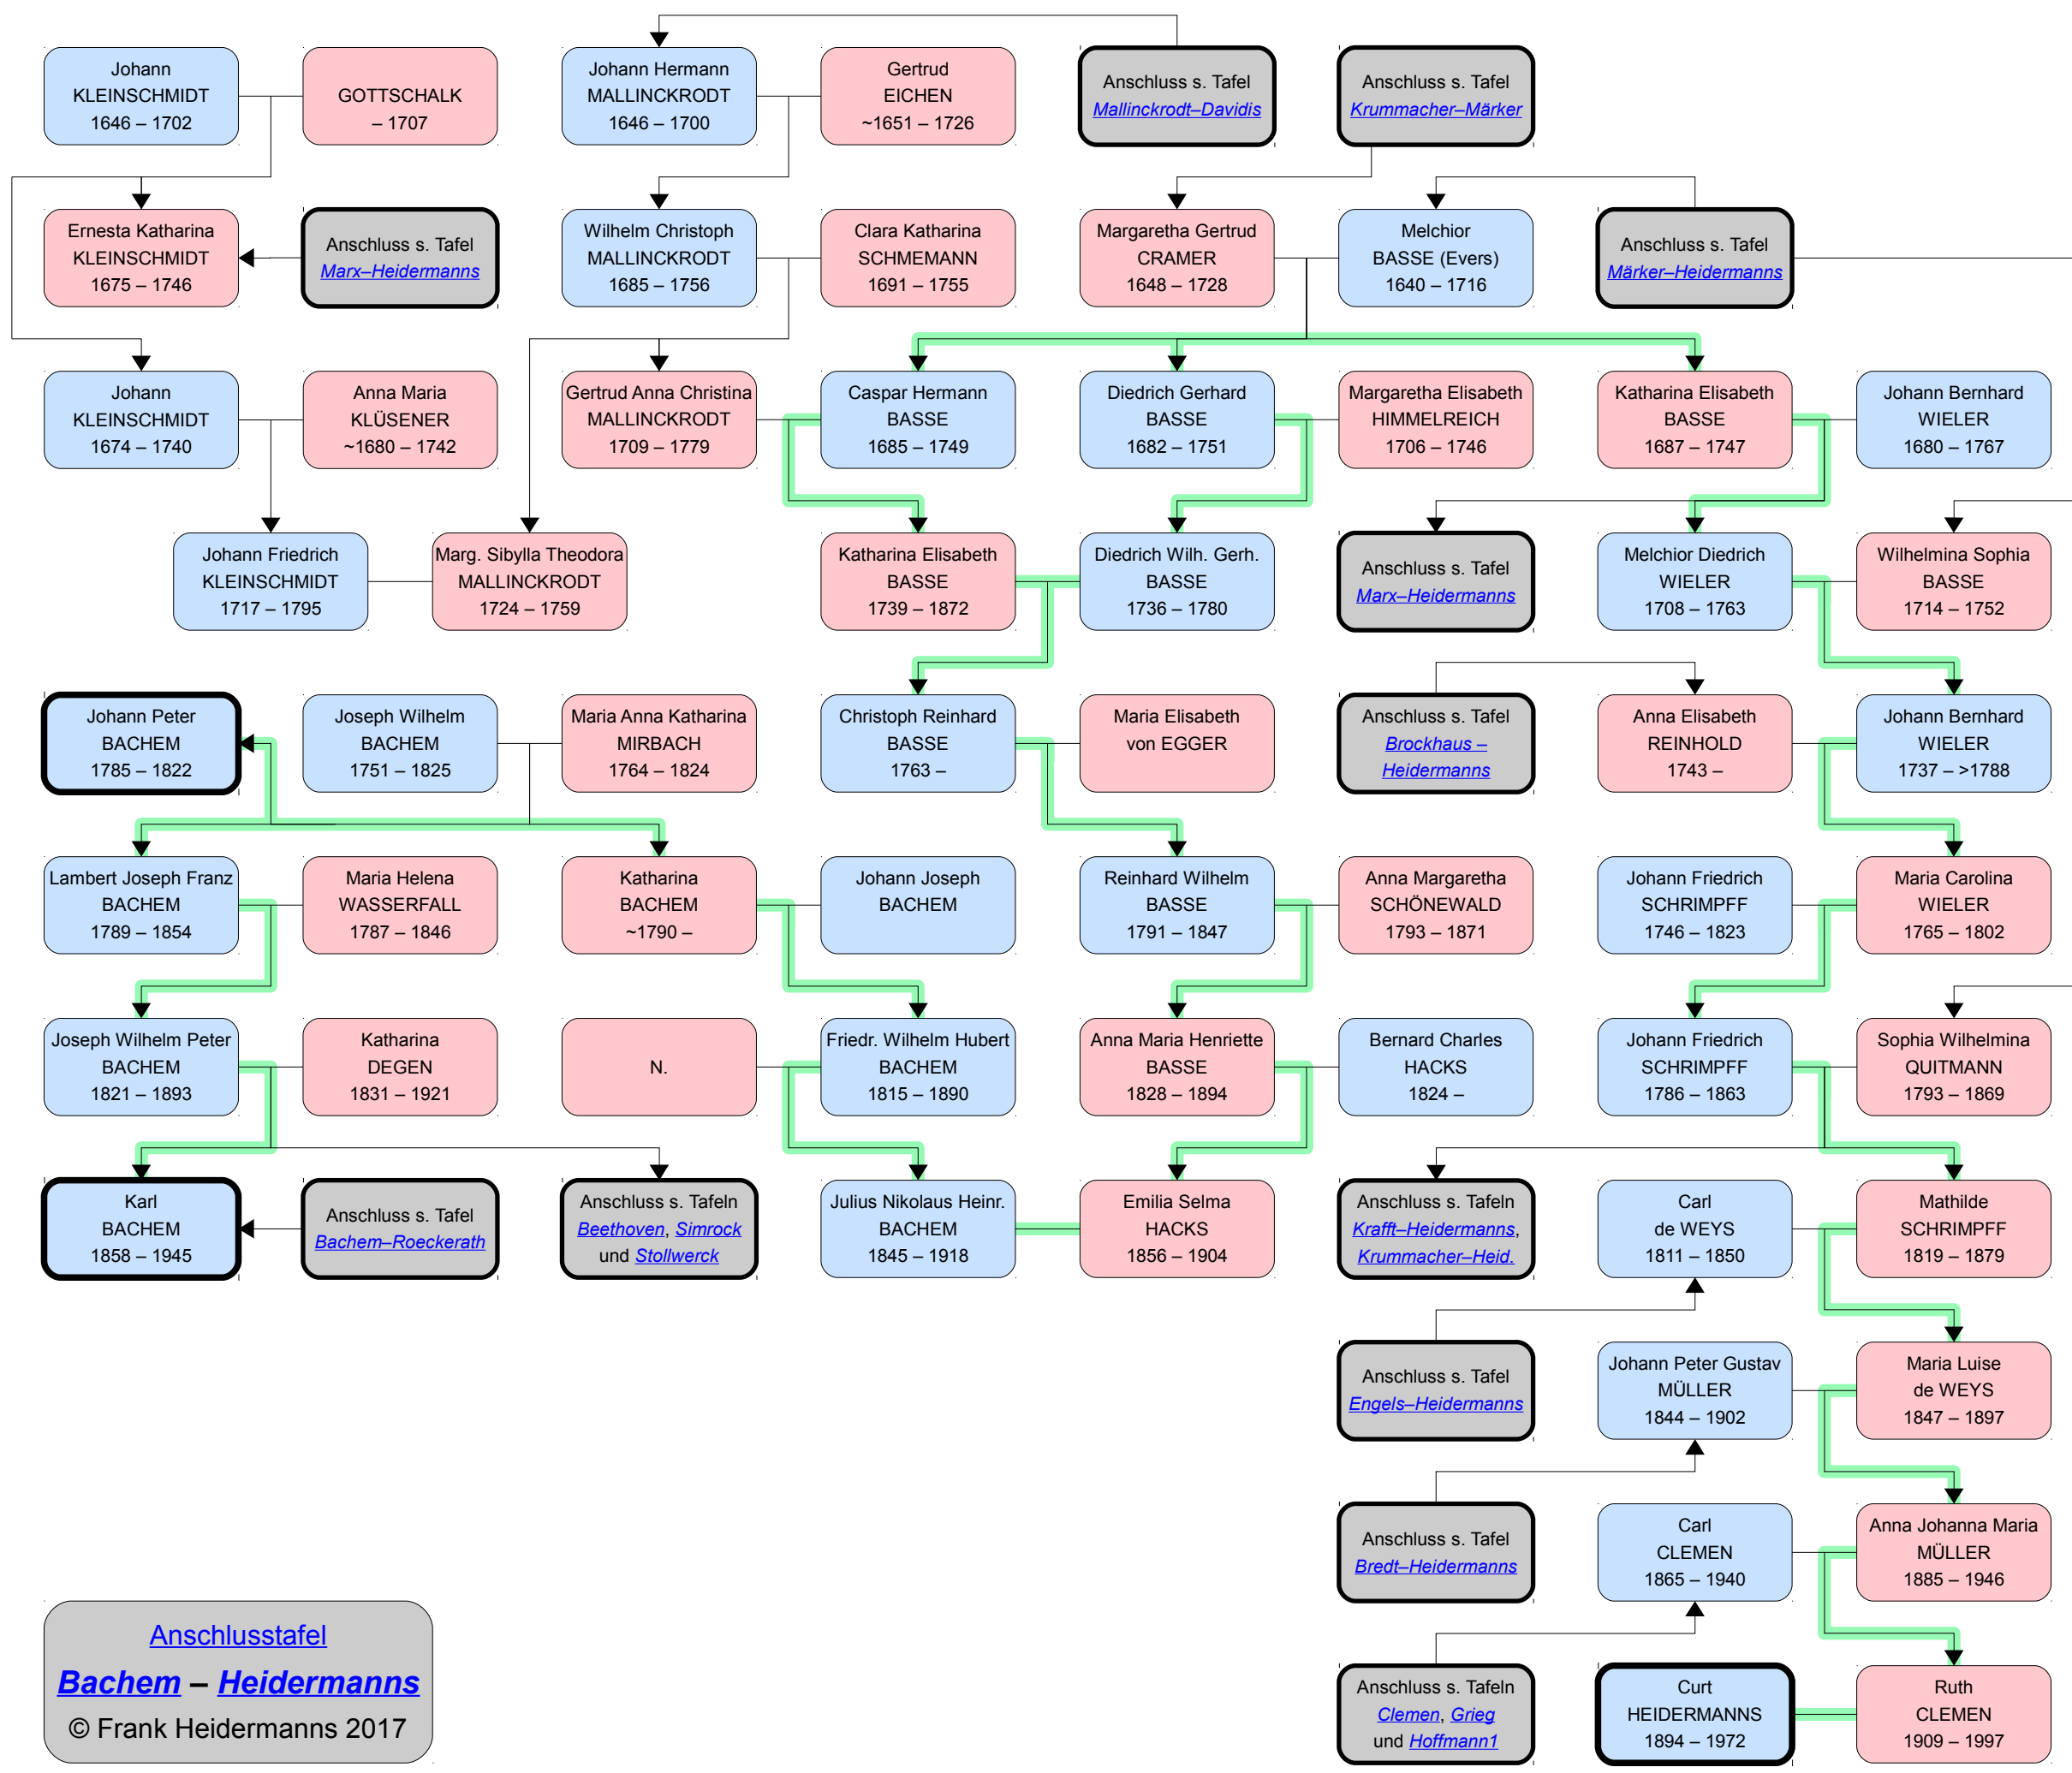 Johann
KLEINSCHMIDT
1646 – 1702
GOTTSCHALK
– 1707
Johann Hermann
MALLINCKRODT
1646 – 1700
Gertrud
EICHEN
~1651 – 1726
Anschluss s. Tafel
Mallinckrodt–Davidis
Anschluss s. Tafel
Krummacher–Märker
Ernesta Katharina
KLEINSCHMIDT
1675 – 1746
Anschluss s. Tafel
Marx–Heidermanns
Wilhelm Christoph
MALLINCKRODT
1685 – 1756
Clara Katharina
SCHMEMANN
1691 – 1755
Margaretha Gertrud
CRAMER
1648 – 1728
Melchior
BASSE (Evers)
1640 – 1716
Anschluss s. Tafel
Märker–Heidermanns
Johann
KLEINSCHMIDT
1674 – 1740
Anna Maria
KLÜSENER
~1680 – 1742
Gertrud Anna Christina
MALLINCKRODT
1709 – 1779
Caspar Hermann
BASSE
1685 – 1749
Diedrich Gerhard
BASSE
1682 – 1751
Margaretha Elisabeth
HIMMELREICH
1706 – 1746
Katharina Elisabeth
BASSE
1687 – 1747
Johann Bernhard
WIELER
1680 – 1767
Johann Friedrich
KLEINSCHMIDT
1717 – 1795
Marg. Sibylla Theodora
MALLINCKRODT
1724 – 1759
Katharina Elisabeth
BASSE
1739 – 1872
Diedrich Wilh. Gerh.
BASSE
1736 – 1780
Anschluss s. Tafel
Marx–Heidermanns
Melchior Diedrich
WIELER
1708 – 1763
Wilhelmina Sophia
BASSE
1714 – 1752
Johann Peter
BACHEM
1785 – 1822
Joseph Wilhelm
BACHEM
1751 – 1825
Maria Anna Katharina
MIRBACH
1764 – 1824
Christoph Reinhard
BASSE
1763 –
Maria Elisabeth
von EGGER
Anschluss s. Tafel
Brockhaus –
Heidermanns
Anna Elisabeth
REINHOLD
1743 –
Johann Bernhard
WIELER
1737 – >1788
Lambert Joseph Franz
BACHEM
1789 – 1854
Maria Helena
WASSERFALL
1787 – 1846
Katharina
BACHEM
~1790 –
Johann Joseph
BACHEM
Reinhard Wilhelm
BASSE
1791 – 1847
Anna Margaretha
SCHÖNEWALD
1793 – 1871
Johann Friedrich
SCHRIMPFF
1746 – 1823
Maria Carolina
WIELER
1765 – 1802
Joseph Wilhelm Peter
BACHEM
1821 – 1893
Katharina
DEGEN
1831 – 1921
N.
Friedr. Wilhelm Hubert
BACHEM
1815 – 1890
Anna Maria Henriette
BASSE
1828 – 1894
Bernard Charles
HACKS
1824 –
Johann Friedrich
SCHRIMPFF
1786 – 1863
Sophia Wilhelmina
QUITMANN
1793 – 1869
Karl
BACHEM
1858 – 1945
Anschluss s. Tafel
Bachem–Roeckerath
Anschluss s. Tafeln
Beethoven, Simrock
und Stollwerck
Julius Nikolaus Heinr.
BACHEM
1845 – 1918
Emilia Selma
HACKS
1856 – 1904
Anschluss s. Tafeln
Krafft–Heidermanns,
Krummacher–Heid.
Carl
de WEYS
1811 – 1850
Mathilde
SCHRIMPFF
1819 – 1879
Anschluss s. Tafel
Engels–Heidermanns
Johann Peter Gustav
MÜLLER
1844 – 1902
Maria Luise
de WEYS
1847 – 1897
Anschluss s. Tafel
Bredt–Heidermanns
Carl
CLEMEN
1865 – 1940
Anna Johanna Maria
MÜLLER
1885 – 1946
Anschluss s. Tafeln
Clemen, Grieg
und Hoffmann1
Curt
HEIDERMANNS
1894 – 1972
Ruth
CLEMEN
1909 – 1997
Anschlusstafel
Bachem – Heidermanns
© Frank Heidermanns 2017